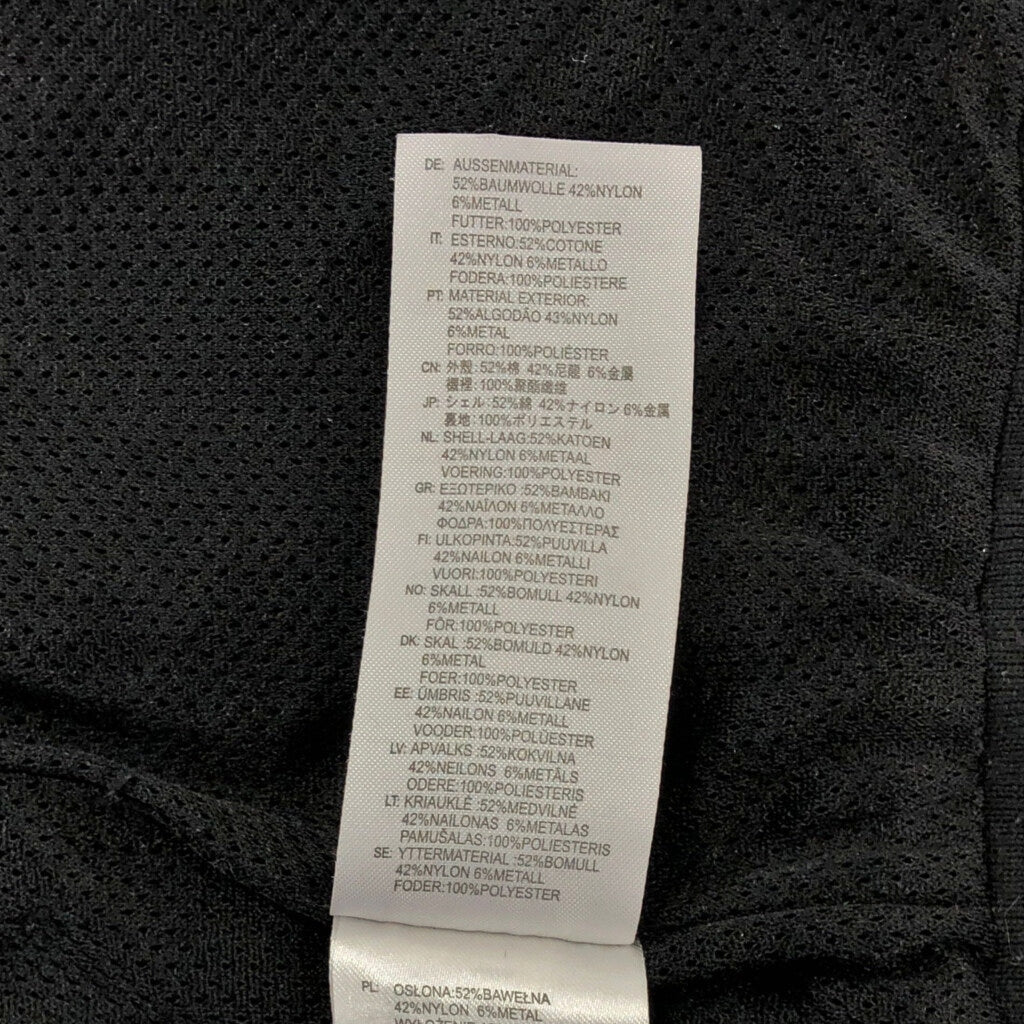 DE: AUSSENMATERIAL:
52%BAUMWOLLE 42%NYLON
6%METALL
FUTTER:100%POLYESTER
IT: ESTERNO:52%COTONE
42%NYLON 6%METALLO
FODERA:100%POLIESTERE
PT: MATERIAL EXTERIOR:
52%ALGODÃO 43%NYLON
6%METAL
FORRO:100%POLIÉSTER
CN: 外殼: 52%棉 42%尼龍 6%金屬
襯裡: 100%聚酯纖維
JP: シェル: 52%綿 42%ナイロン 6%金属
裏地:100%ポリエステル
NL: SHELL-LAAG:52%KATOEN
42%NYLON 6%METAAL
VOERING:100%POLYESTER
GR: ΕΞΩΤΕΡΙΚΟ :52%ΒΑΜΒΑΚΙ
42%ΝΑΪΛΟΝ 6%ΜΕΤΑΛΛΟ
ΦΟΔΡΑ:100%ΠΟΛΥΕΣΤΕΡΑΣ
FI: ULKOPINTA:52%PUUVILLA
42%NAILON 6%METALLI
VUORI:100%POLYESTERI
NO: SKALL :52%BOMULL 42%NYLON
6%METALL
FÔR:100%POLYESTER
DK: SKAL :52%BOMULD 42%NYLON
6%METAL
FOER:100%POLYESTER
EE: ÜMBRIS :52%PUUVILLANE
42%NAILON 6%METALL
VOODER:100%POLÜESTER
LV: APVALKS :52%KOKVILNA
42%NEILONS 6%METĀLS
ODERE:100%POLIESTERIS
LT: KRIAUKLĖ :52%MEDVILNĖ
42%NAILONAS 6%METALAS
PAMUŠALAS:100%POLIESTERIS
SE: YTTERMATERIAL :52%BOMULL
42%NYLON 6%METALL
FODER:100%POLYESTER
PL: OSŁONA:52%BAWEŁNA
42%NYLON 6%METAL